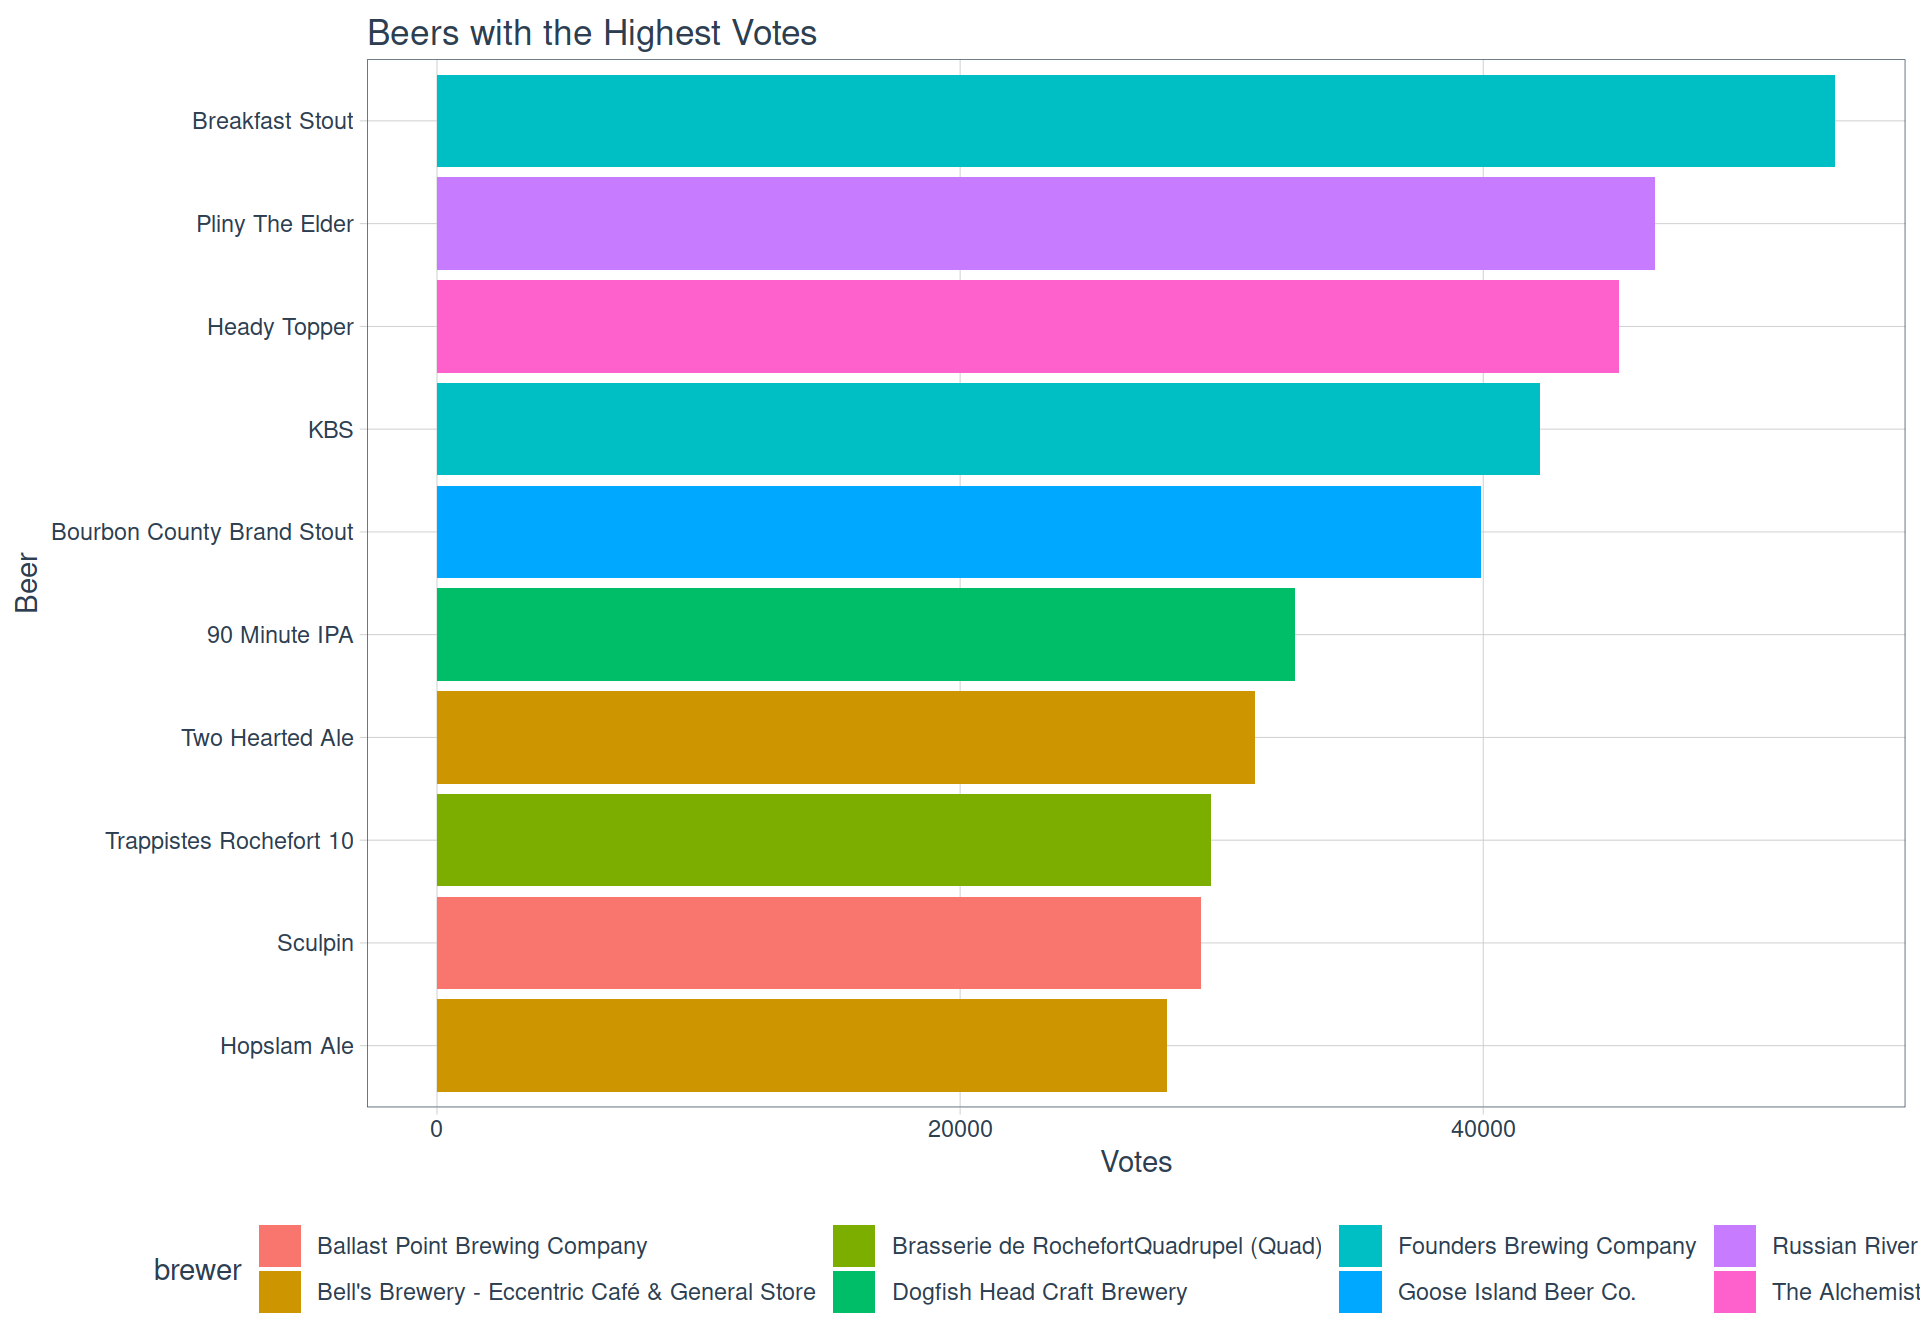 Beers with the Highest Votes
Breakfast Stout
Pliny The Elder
Heady Topper
KBS
Bourbon County Brand Stout
90 Minute IPA
Two Hearted Ale
Trappistes Rochefort 10
Sculpin
Hopslam Ale
Beer
0 20000 40000
Votes
brewer
Ballast Point Brewing Company Brasserie de RochefortQuadrupel (Quad) Founders Brewing Company Russian River
Bell's Brewery - Eccentric Café & General Store Dogfish Head Craft Brewery Goose Island Beer Co. The Alchemist